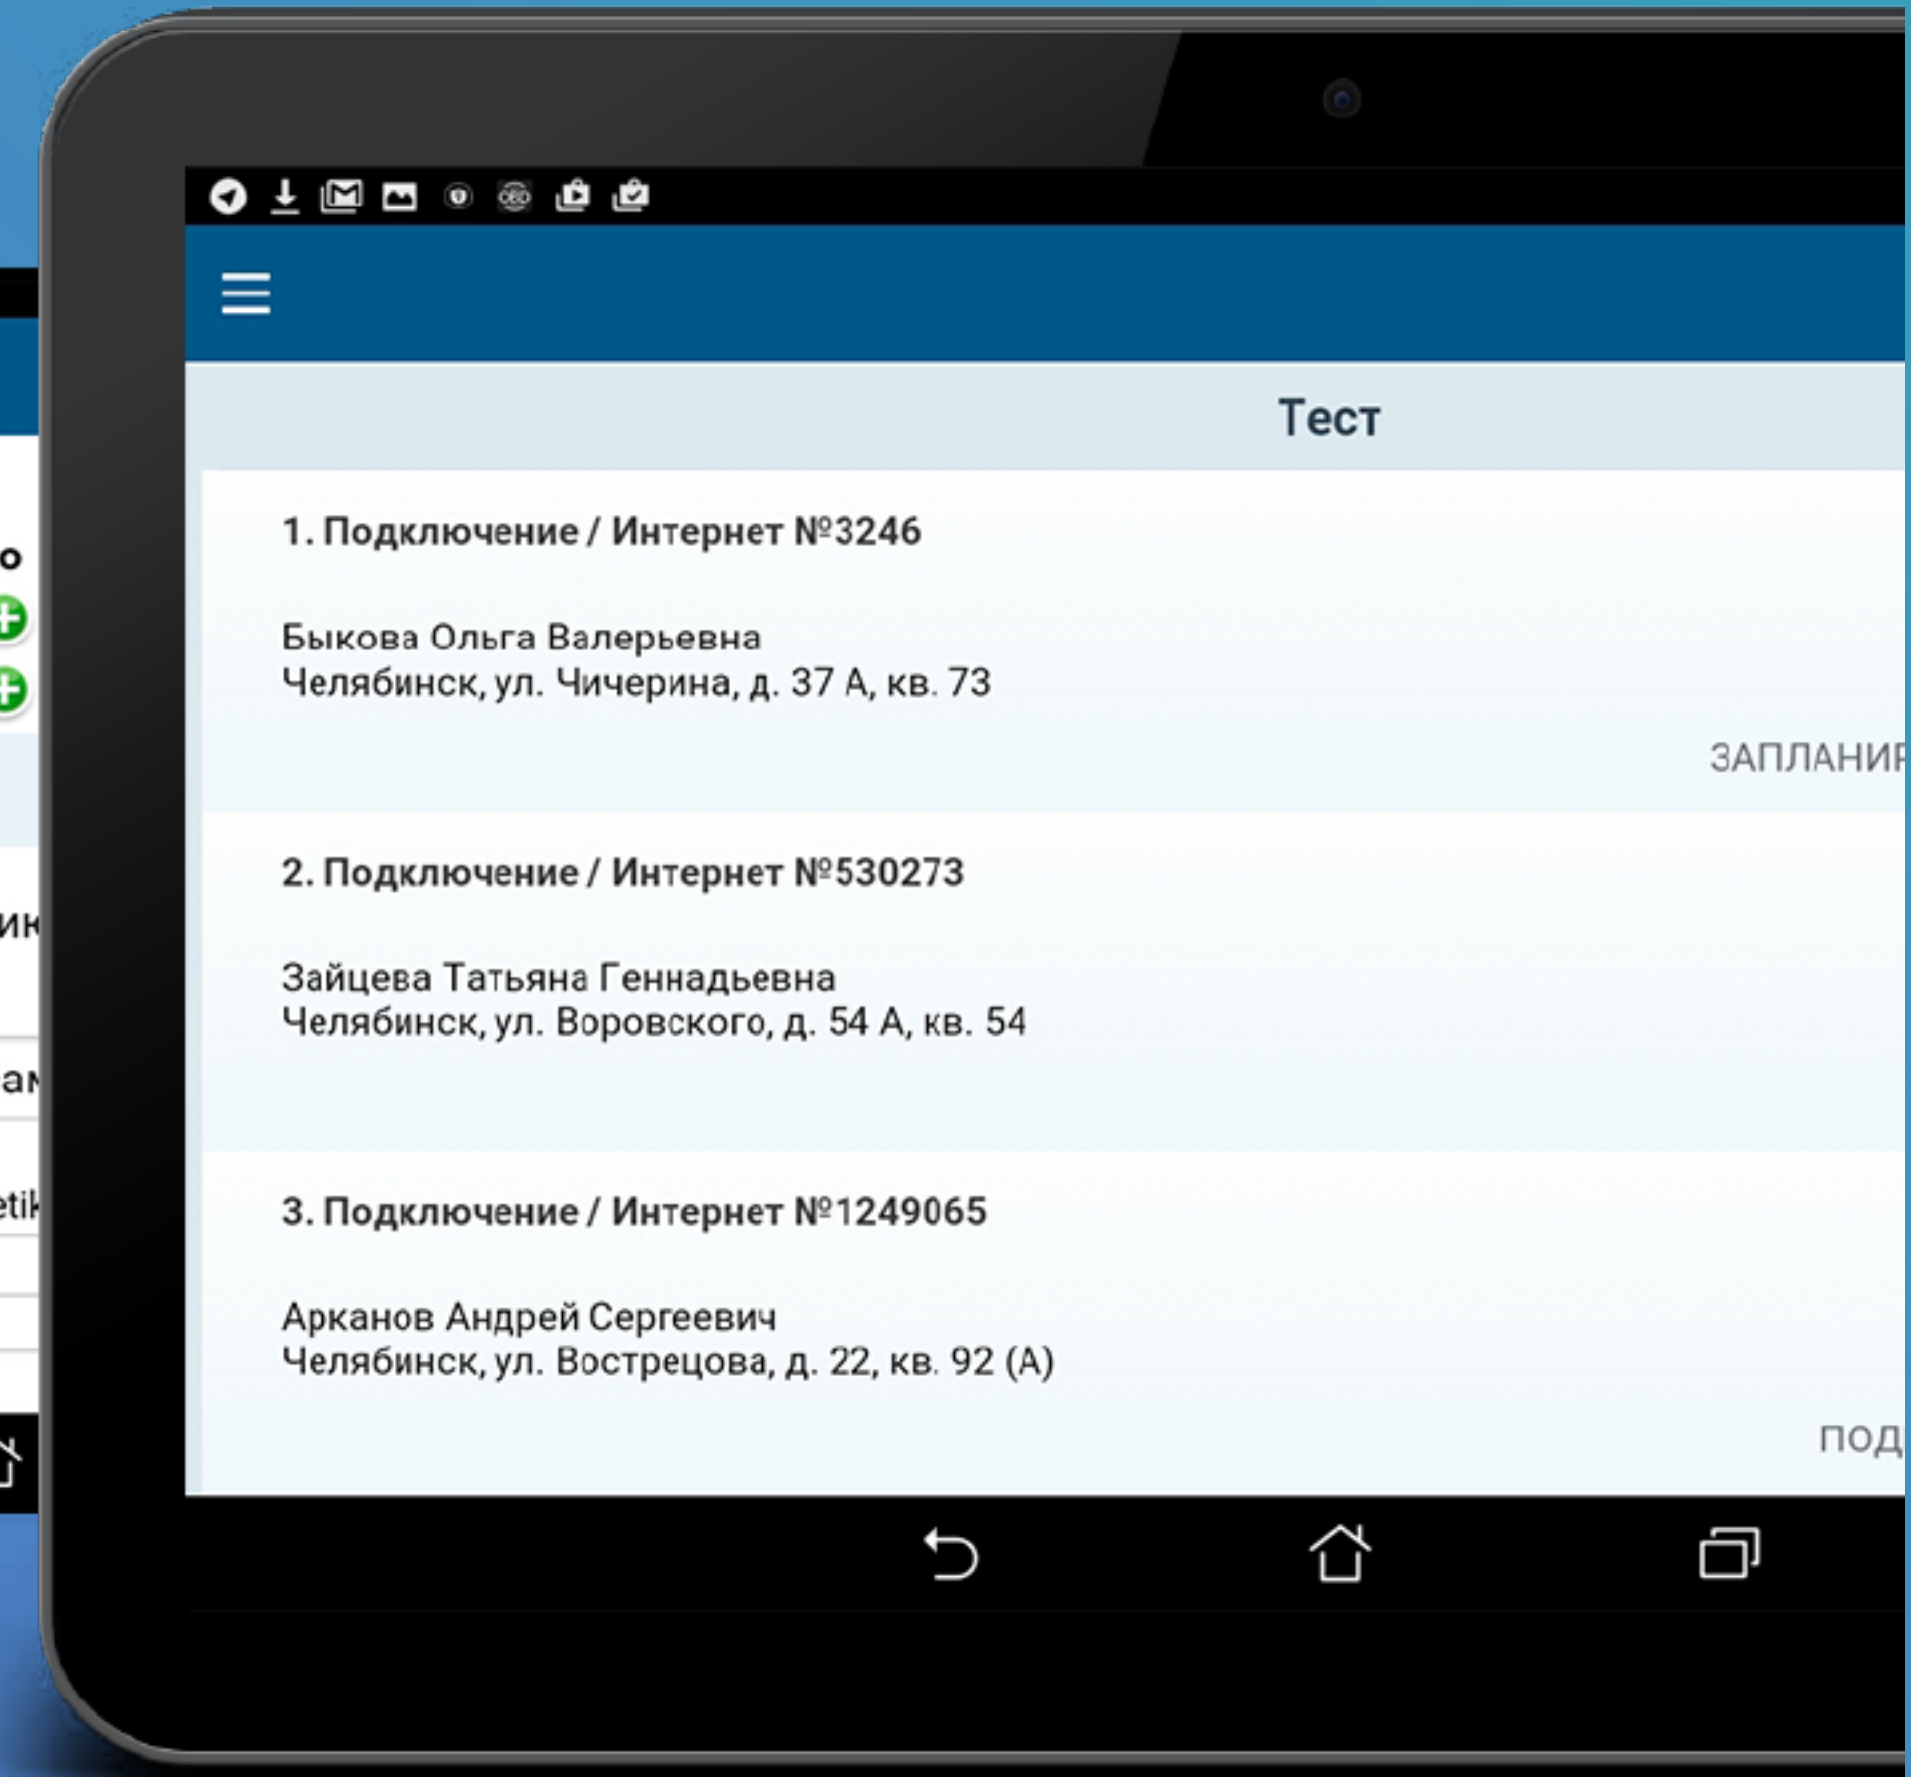 Тест
1. Подключение / Интернет №3246
Быкова Ольга Валерьевна
Челябинск, ул. Чичерина, д. 37 А, кв. 73
2. Подключение / Интернет №530273
Зайцева Татьяна Геннадьевна
Челябинск, ул. Воровского, д. 54 А, кв. 54
3. Подключение / Интернет №1249065
Арканов Андрей Сергеевич
Челябинск, ул. Вострецова, д. 22, кв. 92 (А)